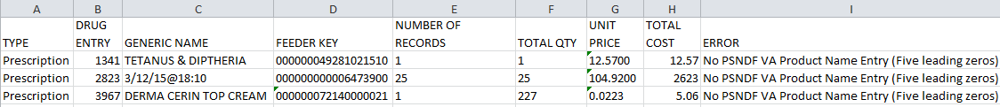 A B C D E F G H I
DRUG NUMBER OF UNIT TOTAL
TYPE ENTRY GENERIC NAME FEEDER KEY RECORDS TOTAL QTY PRICE COST ERROR
Prescription 1341 TETANUS & DIPTHERIA 000000049281021510 1 1 12.5700 12.57 No PSNDF VA Product Name Entry (Five leading zeros)
Prescription 2823 3/12/15@18:10 000000000006473900 25 25 104.9200 2623 No PSNDF VA Product Name Entry (Five leading zeros)
Prescription 3967 DERMA CERIN TOP CREAM 000000072140000021 1 227 0.0223 5.06 No PSNDF VA Product Name Entry (Five leading zeros)